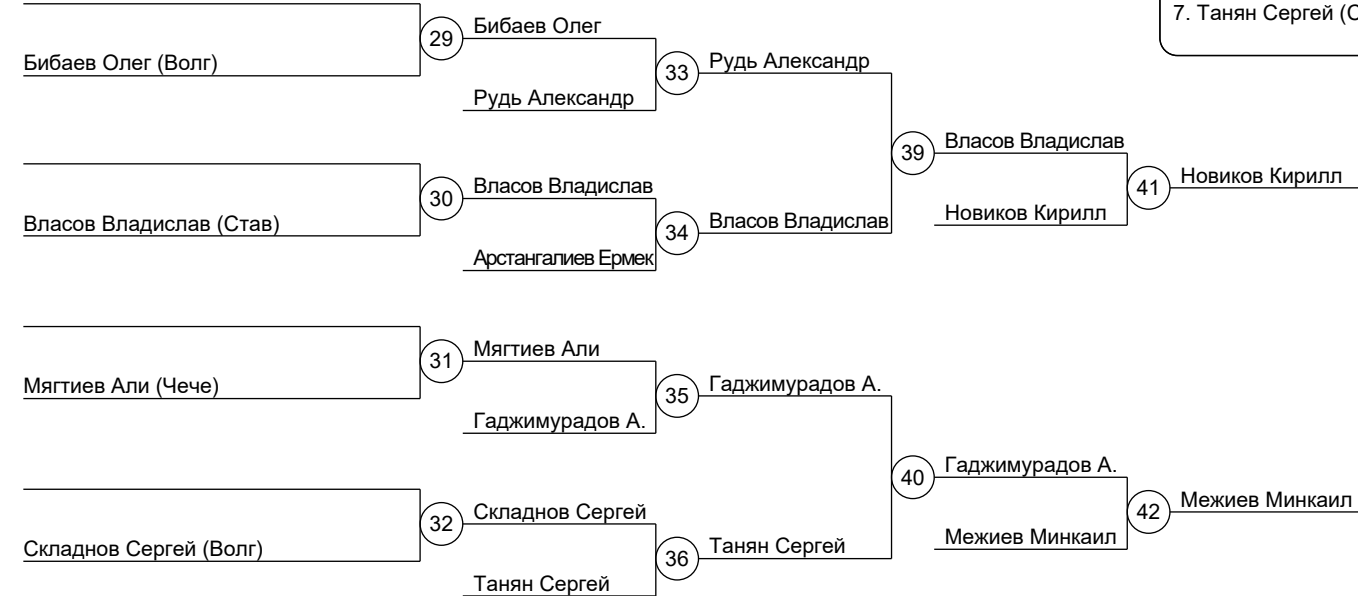 7. Танян Сергей (С
Бибаев Олег
29
Бибаев Олег (Волг)
Рудь Александр
33
Рудь Александр
Власов Владислав
39
Новиков Кирилл
41
Власов Владислав
30
Новиков Кирилл
Власов Владислав (Став)
Власов Владислав
34
Арстангалиев Ермек
Мягтиев Али
31
Мягтиев Али (Чече)
Гаджимурадов А.
35
Гаджимурадов А.
Гаджимурадов А.
40
Межиев Минкаил
42
Складнов Сергей
32
Межиев Минкаил
Складнов Сергей (Волг)
Танян Сергей
36
Танян Сергей